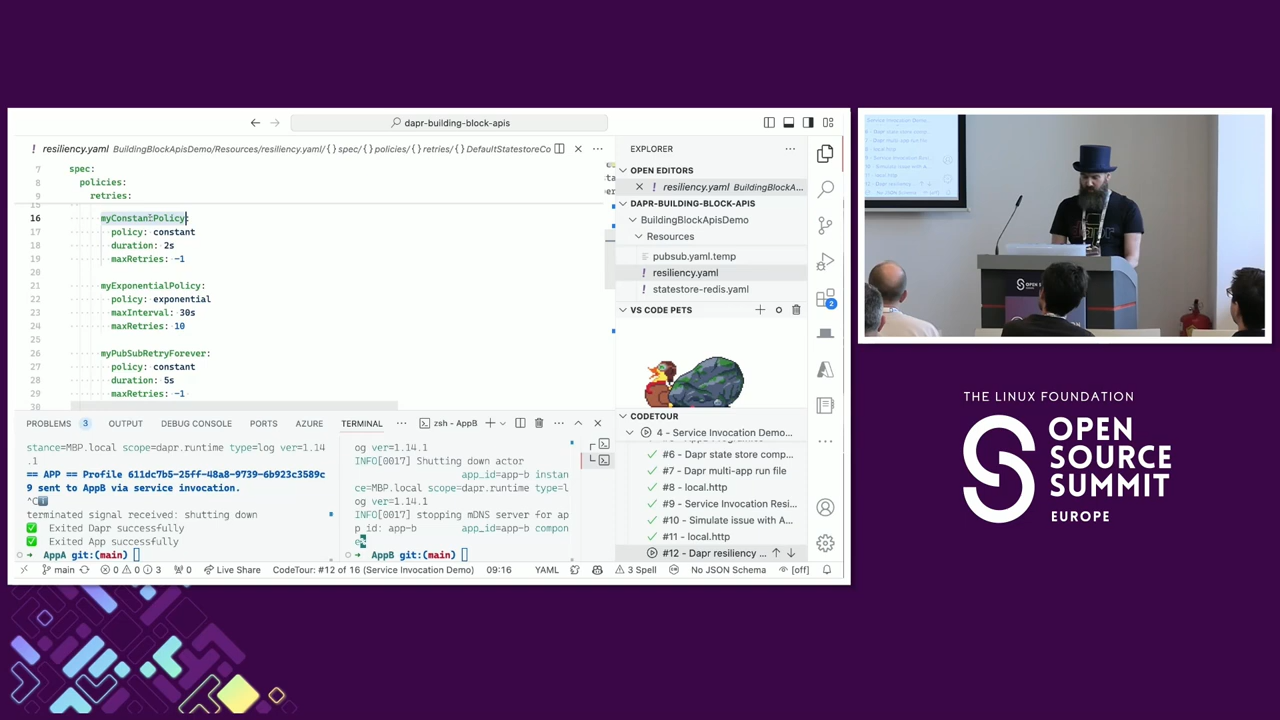 dapr-building-block-apis
resiliency.yaml BuildingBlockApisDemo/Resources/resiliency.yaml/{}spec/{}policies/{}retries/{}DefaultStatestoreCo
7 spec:
8 policies:
9 retries:
16 myConstantPolicy:
17 policy: constant
18 duration: 2s
19 maxRetries: -1
20
21 myExponentialPolicy:
22 policy: exponential
23 maxInterval: 30s
24 maxRetries: 10
25
26 myPubSubRetryForever:
27 policy: constant
28 duration: 5s
29 maxRetries: -1
30
EXPLORER
OPEN EDITORS
resiliency.yaml BuildingBlockA...
DAPR-BUILDING-BLOCK-APIS
BuildingBlockApisDemo
Resources
pubsub.yaml.temp
resiliency.yaml
statestore-redis.yaml
VS CODE PETS
CODETOUR
4 - Service Invocation Demo...
#6 - Dapr state store comp...
#7 - Dapr multi-app run file
#8 - local.http
#9 - Service Invocation Resi...
#10 - Simulate issue with A...
#11 - local.http
#12 - Dapr resiliency ...
2
PROBLEMS 3 OUTPUT DEBUG CONSOLE PORTS AZURE TERMINAL zsh - AppB
stance=MBP.local scope=dapr.runtime type=log ver=1.14
.1
== APP == Profile 611dc7b5-25ff-48a8-9739-6b923c3589c
9 sent to AppB via service invocation.
^C
terminated signal received: shutting down
Exited Dapr successfully
Exited App successfully
AppA git:(main)
og ver=1.14.1
INFO[0017] Shutting down actor
app_id=app-b instan
ce=MBP.local scope=dapr.runtime type=l
og ver=1.14.1
INFO[0017] stopping mDNS server for ap
p id: app-b app_id=app-b compon
e
AppB git:(main)
main 0 0 3 0 Live Share CodeTour: #12 of 16 (Service Invocation Demo) 09:16 YAML 3 Spell No JSON Schema [off]
THE LINUX FOUNDATION
OPEN
SOURCE
SUMMIT
EUROPE